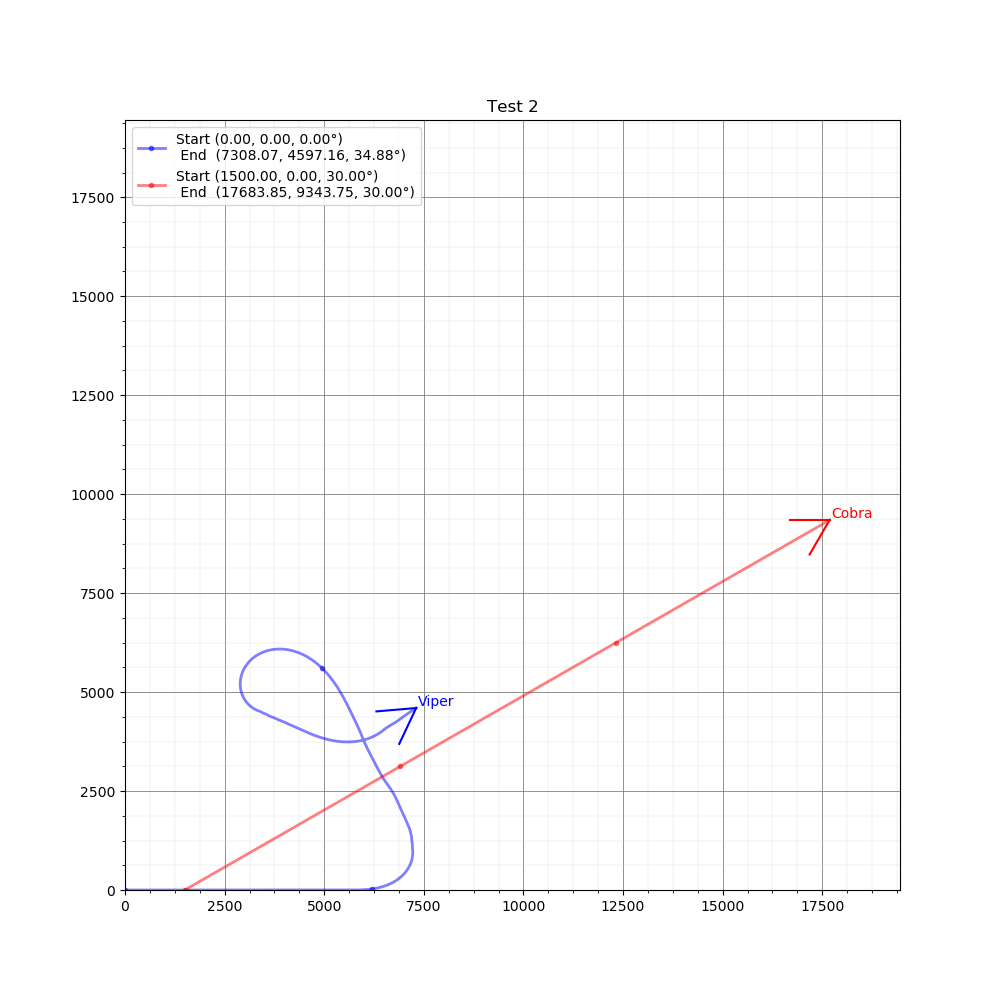 Test 2
Start (0.00, 0.00, 0.00°)
End (7308.07, 4597.16, 34.88°)
Start (1500.00, 0.00, 30.00°)
End (17683.85, 9343.75, 30.00°)
17500
15000
12500
10000
7500
5000
2500
0
Cobra
Viper
0 2500 5000 7500 10000 12500 15000 17500